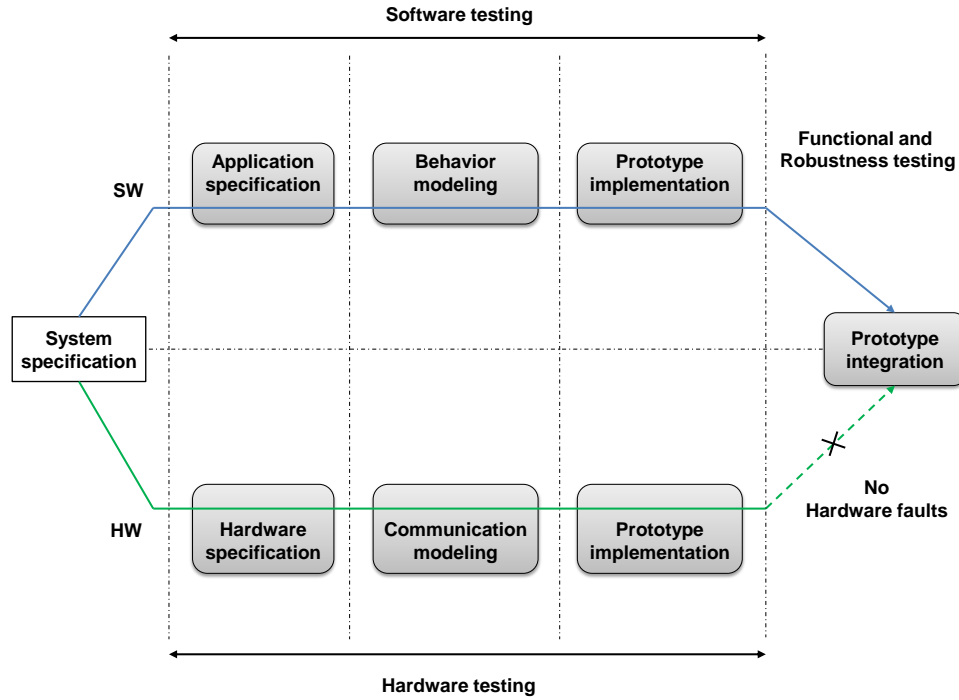 Software testing
Application
specification
Behavior
modeling
Prototype
implementation
Functional and
Robustness testing
SW
System
specification
Prototype
integration
HW
Hardware
specification
Communication
modeling
Prototype
implementation
No
Hardware faults
Hardware testing